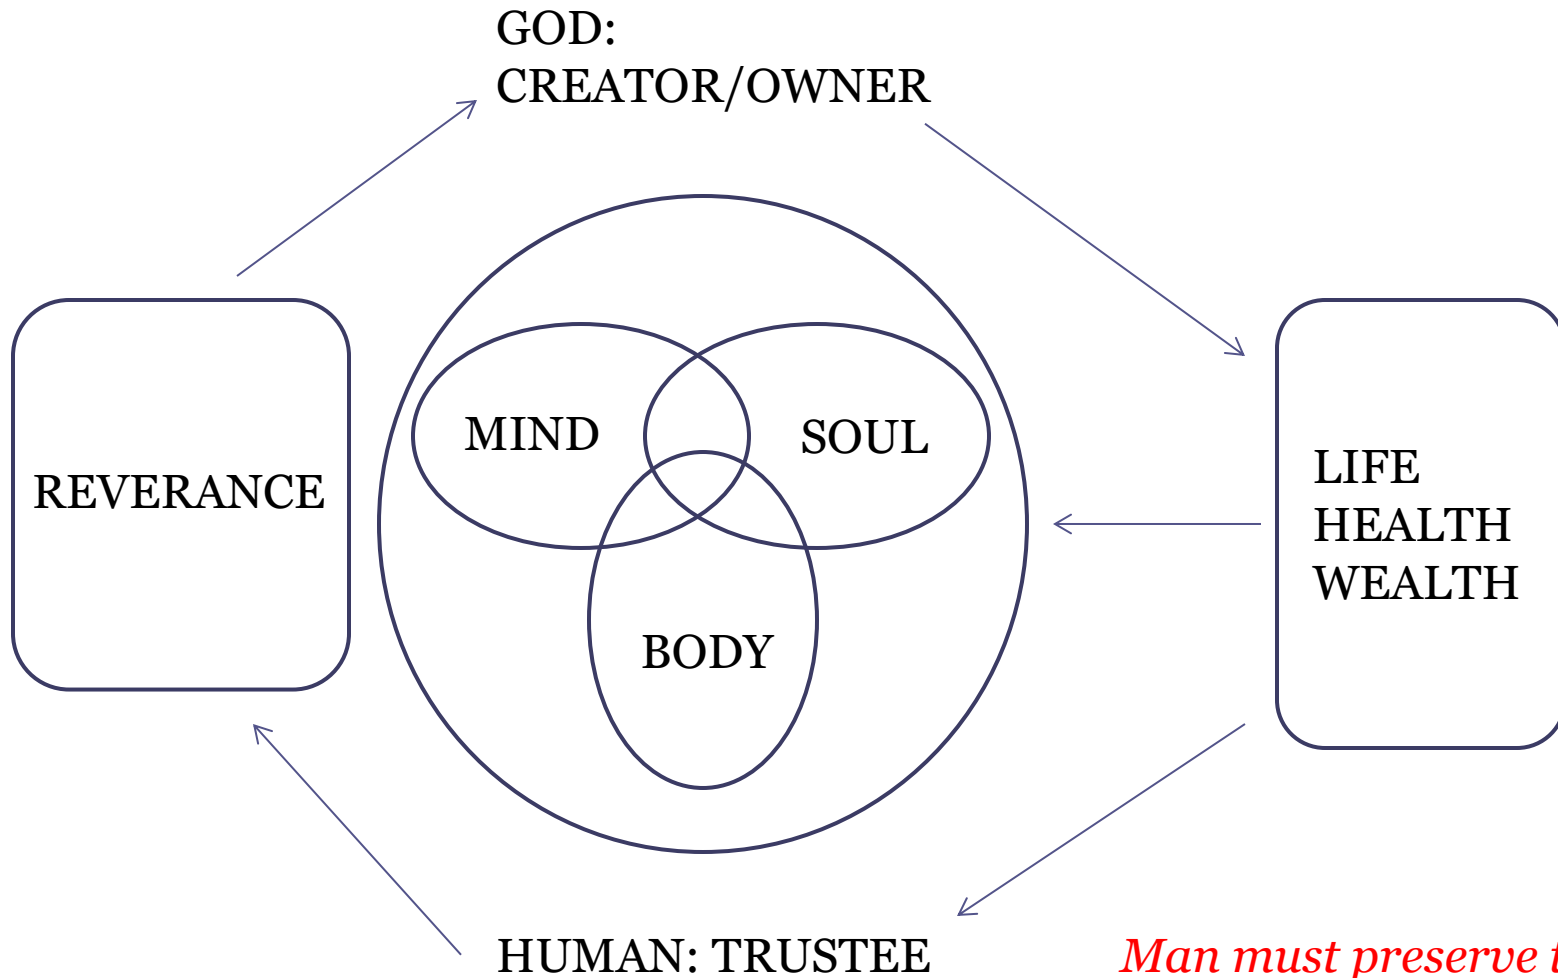 GOD:
CREATOR/OWNER
MIND
SOUL
REVERANCE
LIFE
HEALTH
WEALTH
BODY
HUMAN: TRUSTEE
Man must preserve